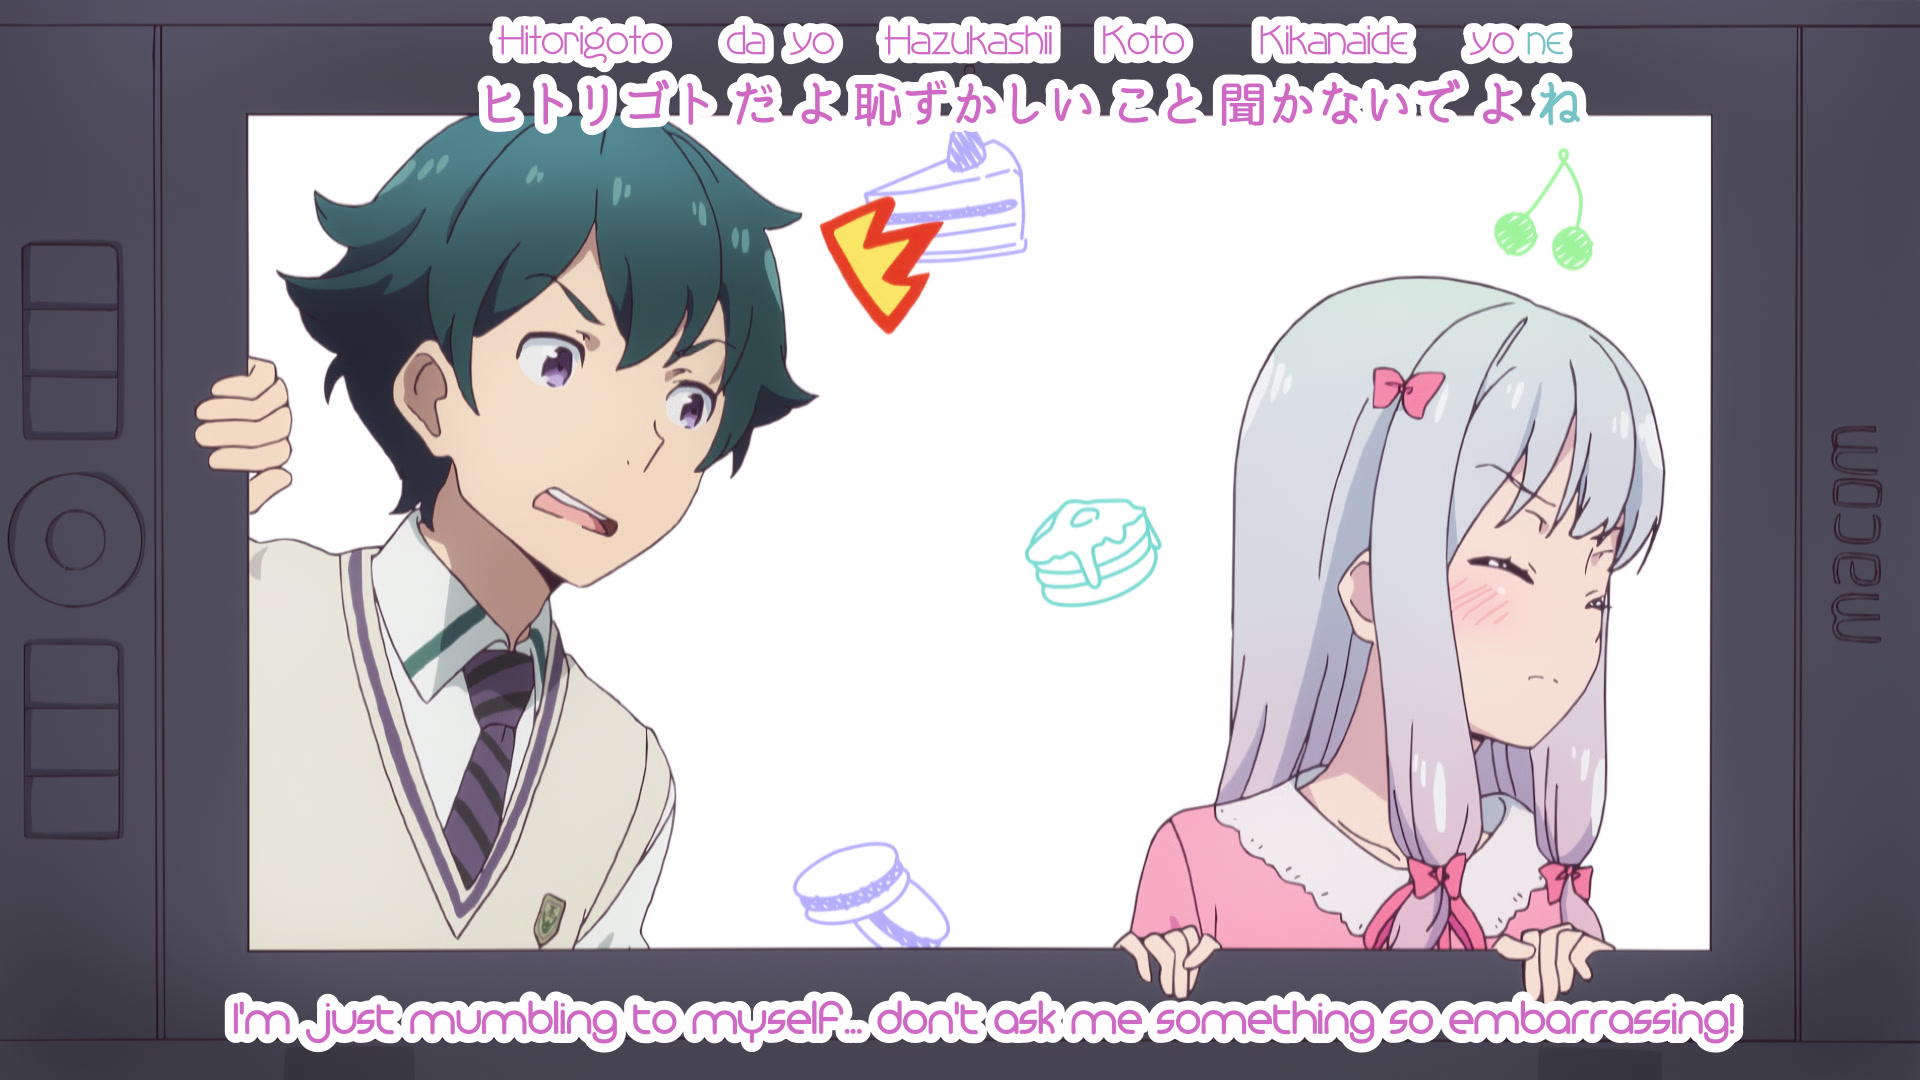 Hitorigoto da yo Hazukashii Koto Kikanaide yo ne
ヒトリゴト だ よ 恥ずかしい こと 聞かないで よ ね
macom
I'm just mumbling to myself... don't ask me something so embarrassing!